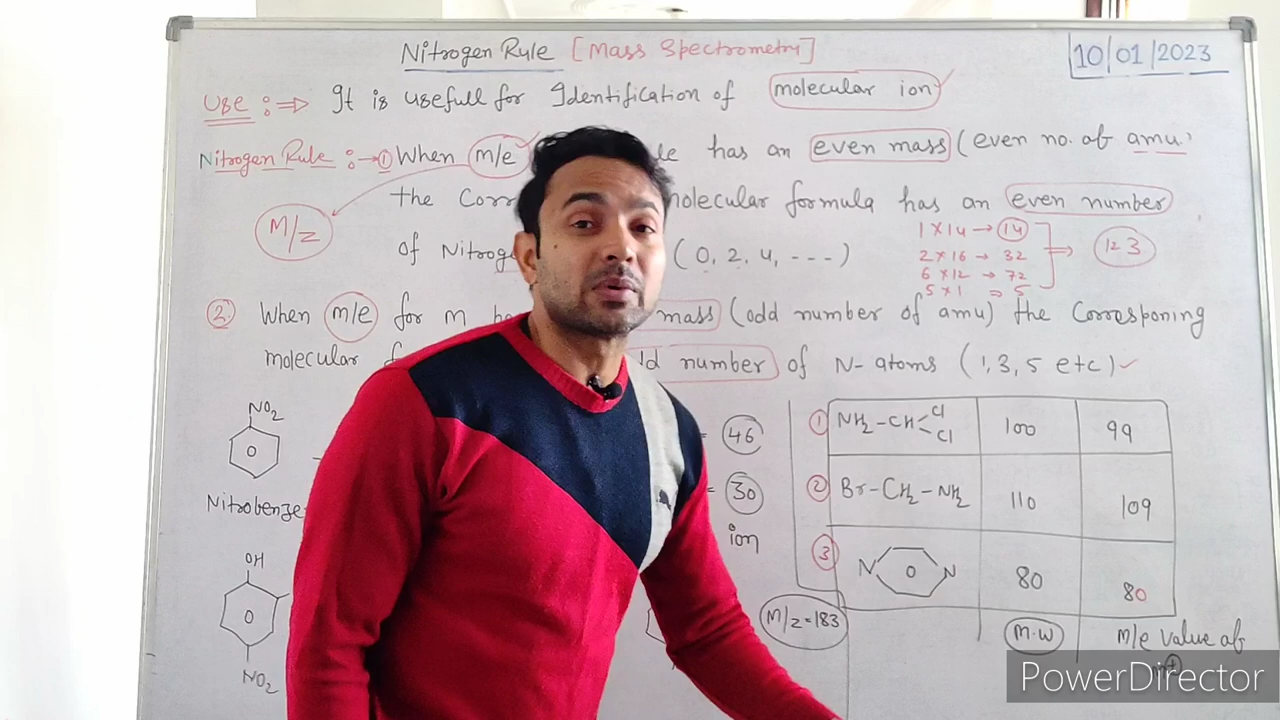 Nitrogen Rule [Mass Spectrometry]
10/01/2023
Use :⇒ It is usefull for Identification of molecular ion
Nitrogen Rule :→ ① When m/e has an even mass (even no. of amu.
M/z
the molecular formula has an even number
of (0, 2, 4, ---)
1 X 14 → 14
2 X 16 → 32
6 X 12 → 72
5 X 1 ⇒ 5
⇒ 123
2. When m/e for M mass (odd number of amu) the Corresponing
molecular number of N-atoms (1, 3, 5 etc)
NO2
= 46
= 30
ion
OH
NO2
M/z = 183
① NH2-CH Cl Cl 100 99
② Br-CH2-NH2 110 109
③ N N 80 80
M.W M/e value of
PowerDirector